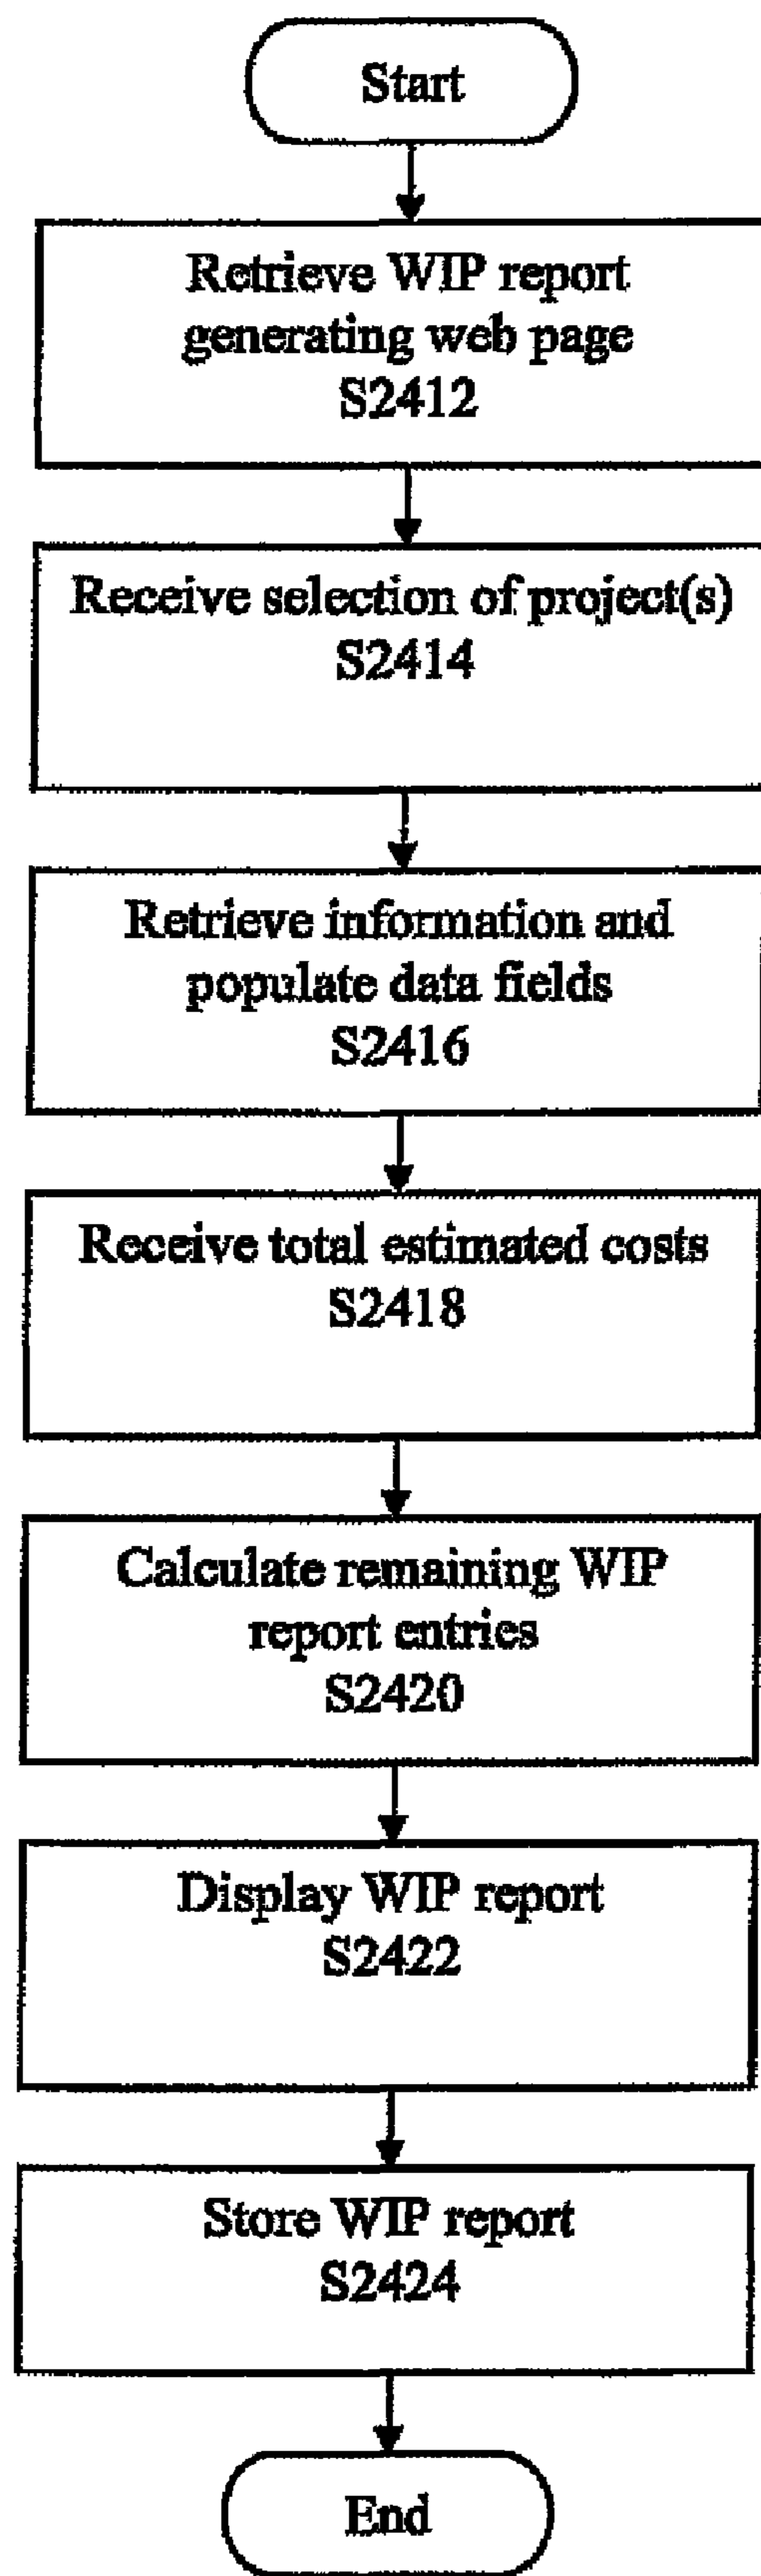 Start
Retrieve WIP report
generating web page
S2412
Receive selection of project(s)
S2414
Retrieve information and
populate data fields
S2416
Receive total estimated costs
S2418
Calculate remaining WIP
report entries
S2420
Display WIP report
S2422
Store WIP report
S2424
End